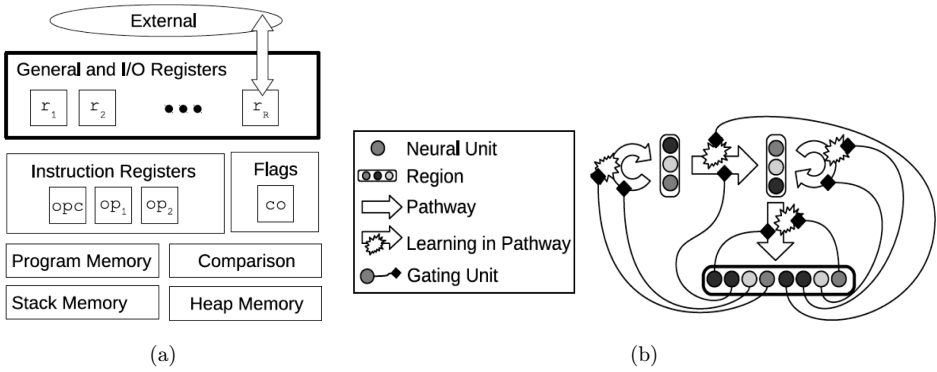 External
General and I/O Registers
r1 r2 ••• rR
Instruction Registers
Flags
opc op1 op2
co
Program Memory
Comparison
Stack Memory
Heap Memory
(a)
Neural Unit
Region
Pathway
Learning in Pathway
Gating Unit
(b)